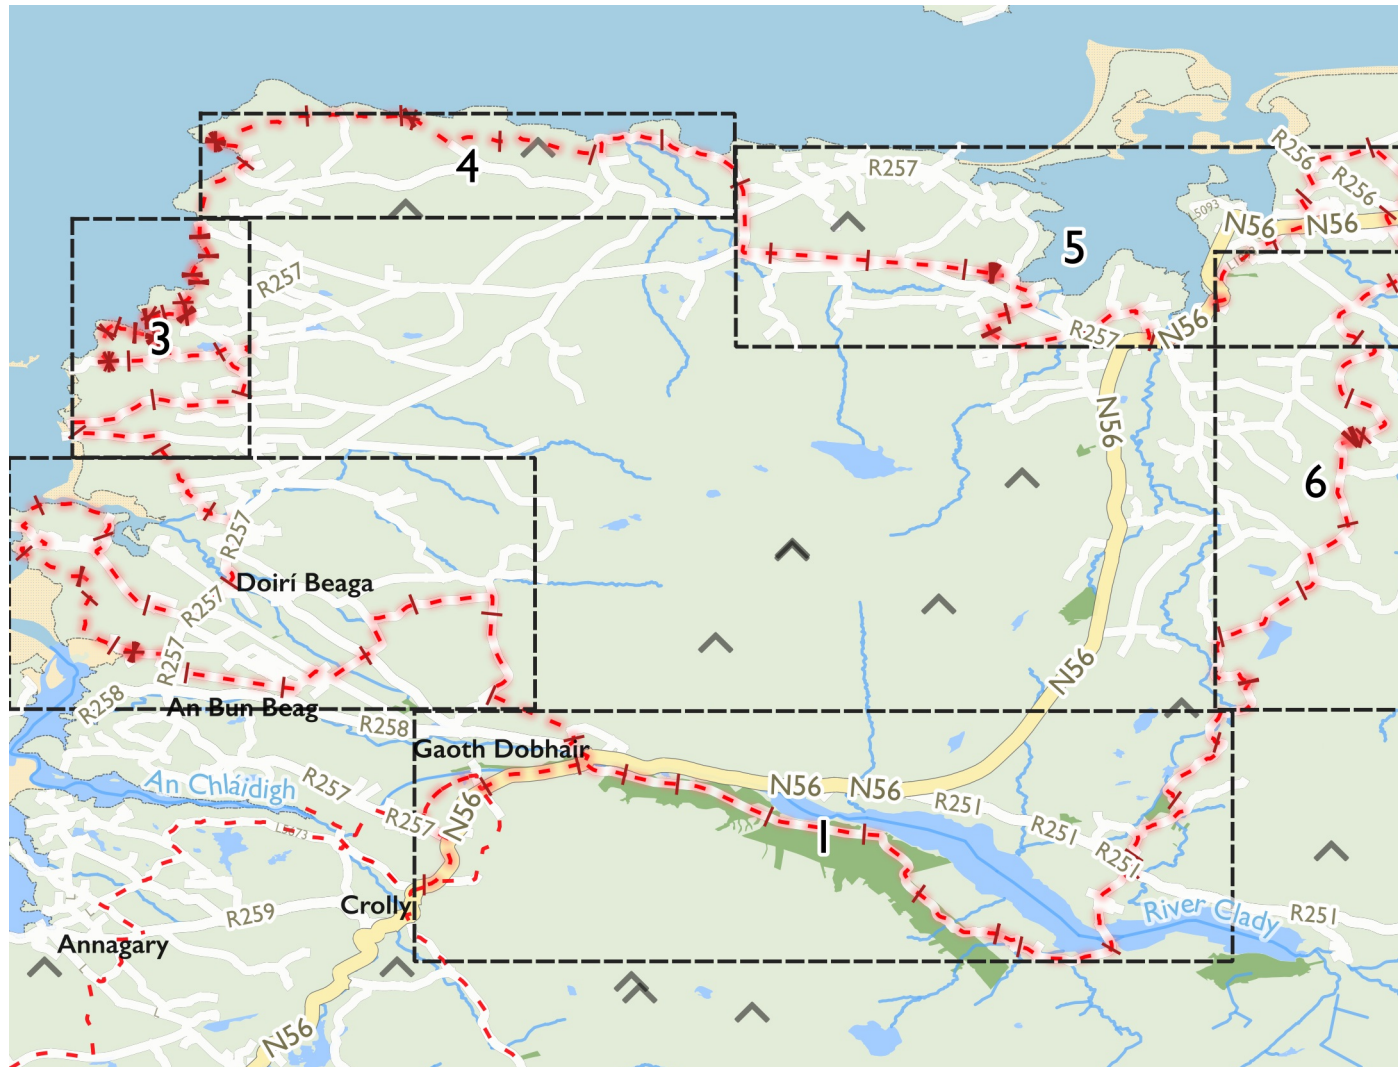 4
R257
R256
R256
L5093
N56
N56
5
R257
N56
R257
3
N56
6
R257
Doirí Beaga
R257
R257
N56
An Bun Beag
R258
R258
Gaoth Dobhair
N56
N56
R251
An Chláidigh
R257
R257
N56
1
R251
R251
L5073
Crolly
R259
River Clady
R251
Annagary
N56